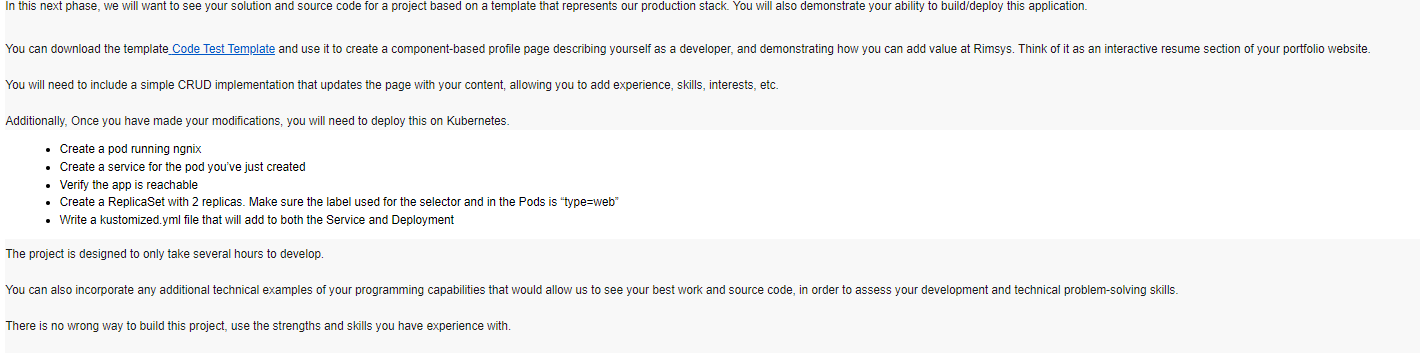 In this next phase, we will want to see your solution and source code for a project based on a template that represents our production stack. You will also demonstrate your ability to build/deploy this application.
You can download the template Code Test Template and use it to create a component-based profile page describing yourself as a developer, and demonstrating how you can add value at Rimsys. Think of it as an interactive resume section of your portfolio website.
You will need to include a simple CRUD implementation that updates the page with your content, allowing you to add experience, skills, interests, etc.
Additionally, Once you have made your modifications, you will need to deploy this on Kubernetes.
• Create a pod running ngnix
• Create a service for the pod you've just created
• Verify the app is reachable
• Create a ReplicaSet with 2 replicas. Make sure the label used for the selector and in the Pods is “type=web”
• Write a kustomized.yml file that will add to both the Service and Deployment
The project is designed to only take several hours to develop.
You can also incorporate any additional technical examples of your programming capabilities that would allow us to see your best work and source code, in order to assess your development and technical problem-solving skills.
There is no wrong way to build this project, use the strengths and skills you have experience with.